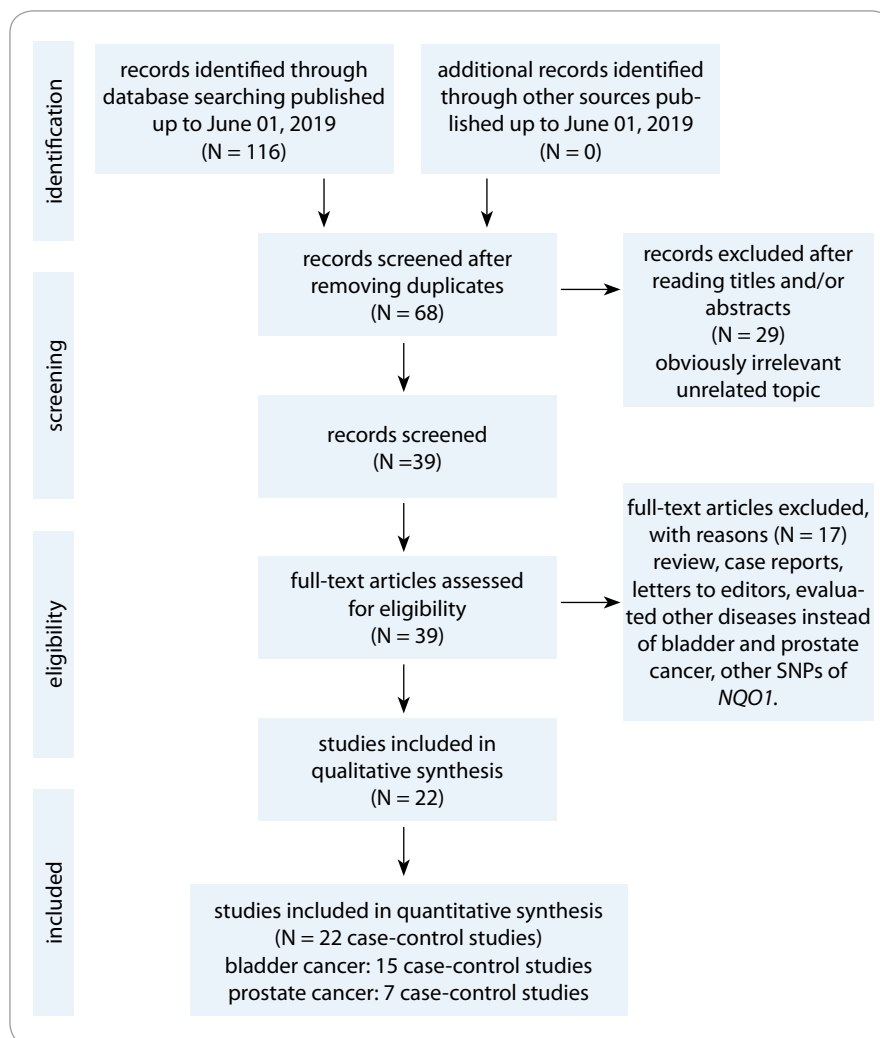 identification
records identified through
database searching published
up to June 01, 2019
(N = 116)
additional records identified
through other sources pub-
lished up to June 01, 2019
(N = 0)
screening
records screened after
removing duplicates
(N = 68)
records excluded after
reading titles and/or
abstracts
(N = 29)
obviously irrelevant
unrelated topic
records screened
(N =39)
eligibility
full-text articles assessed
for eligibility
(N = 39)
full-text articles excluded,
with reasons (N = 17)
review, case reports,
letters to editors, evalua-
ted other diseases instead
of bladder and prostate
cancer, other SNPs of
NQO1.
studies included in
qualitative synthesis
(N = 22)
included
studies included in quantitative synthesis
(N = 22 case-control studies)
bladder cancer: 15 case-control studies
prostate cancer: 7 case-control studies